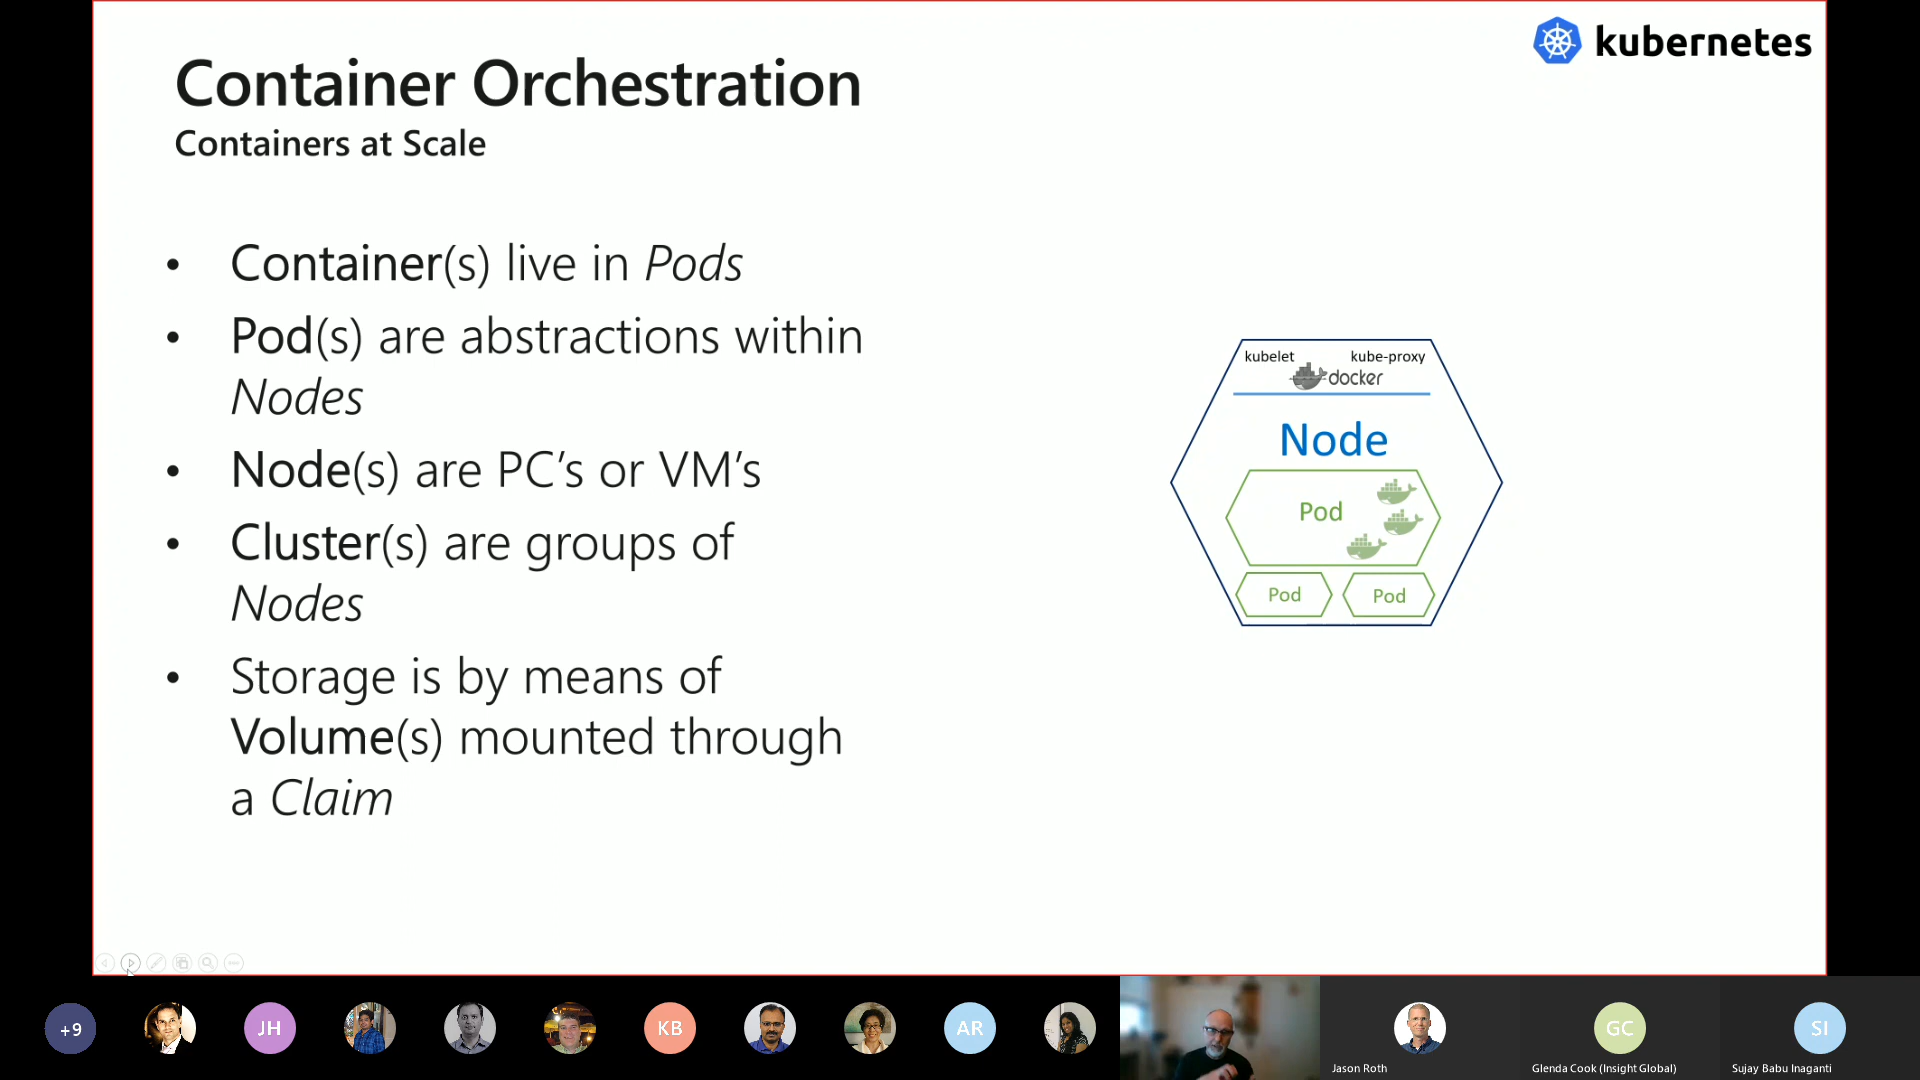 kubernetes
Container Orchestration
Containers at Scale
• Container(s) live in Pods
• Pod(s) are abstractions within
Nodes
• Node(s) are PC’s or VM’s
• Cluster(s) are groups of
Nodes
• Storage is by means of
Volume(s) mounted through
a Claim
kubelet kube-proxy
docker
Node
Pod
Pod Pod
+9 JH KB AR GC SI
Jason Roth Glenda Cook (Insight Global) Sujay Babu Inaganti